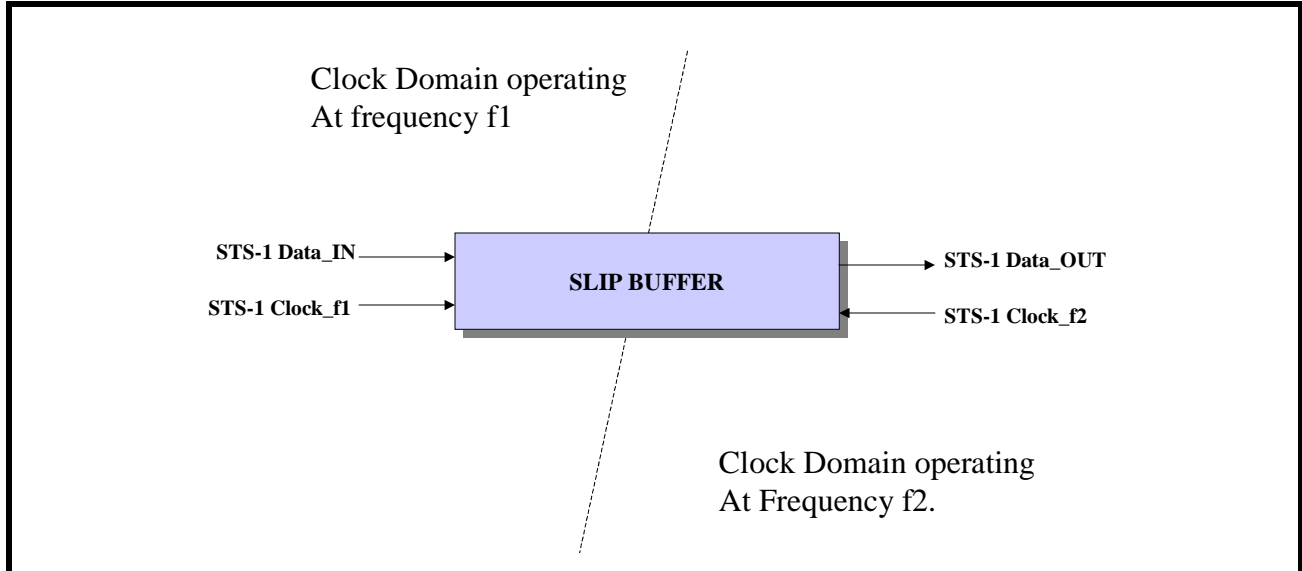 Clock Domain operating
At frequency f1
STS-1 Data_IN
STS-1 Clock_f1
SLIP BUFFER
STS-1 Data_OUT
STS-1 Clock_f2
Clock Domain operating
At Frequency f2.